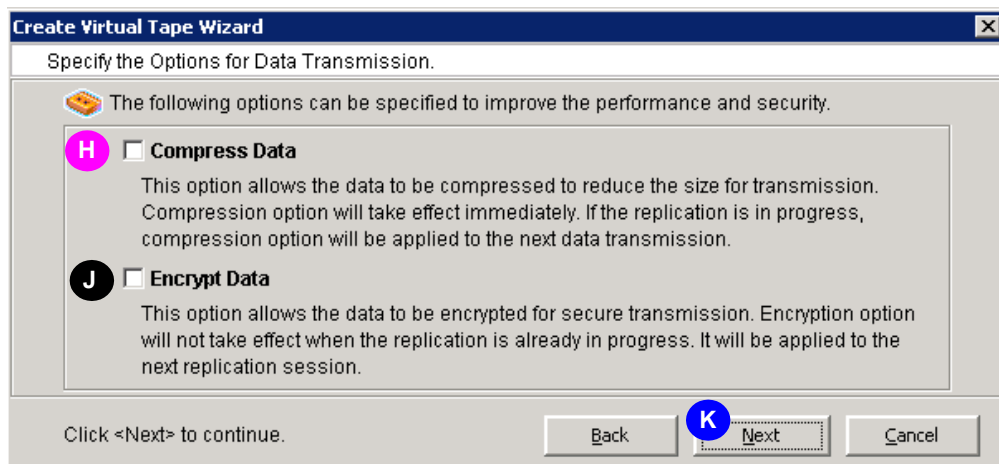 Create Virtual Tape Wizard
Specify the Options for Data Transmission.
The following options can be specified to improve the performance and security.
H Compress Data
This option allows the data to be compressed to reduce the size for transmission.
Compression option will take effect immediately. If the replication is in progress,
compression option will be applied to the next data transmission.
J Encrypt Data
This option allows the data to be encrypted for secure transmission. Encryption option
will not take effect when the replication is already in progress. It will be applied to the
next replication session.
Click <Next> to continue. Back K Next Cancel